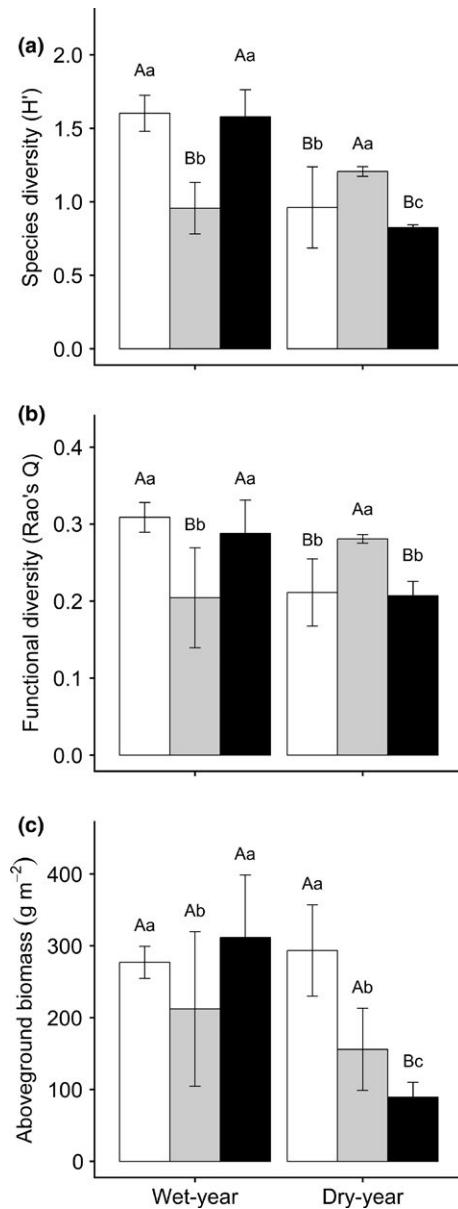 (a)
Species diversity (H')
2.0
1.5
1.0
0.5
0.0
Aa
Bb
Aa
Bb
Aa
Bc
(b)
Functional diversity (Rao's Q)
0.4
0.3
0.2
0.1
0.0
Aa
Bb
Aa
Bb
Aa
Bb
(c)
Aboveground biomass (g m⁻²)
400
300
200
100
0
Aa
Ab
Aa
Aa
Ab
Bc
Wet-year
Dry-year